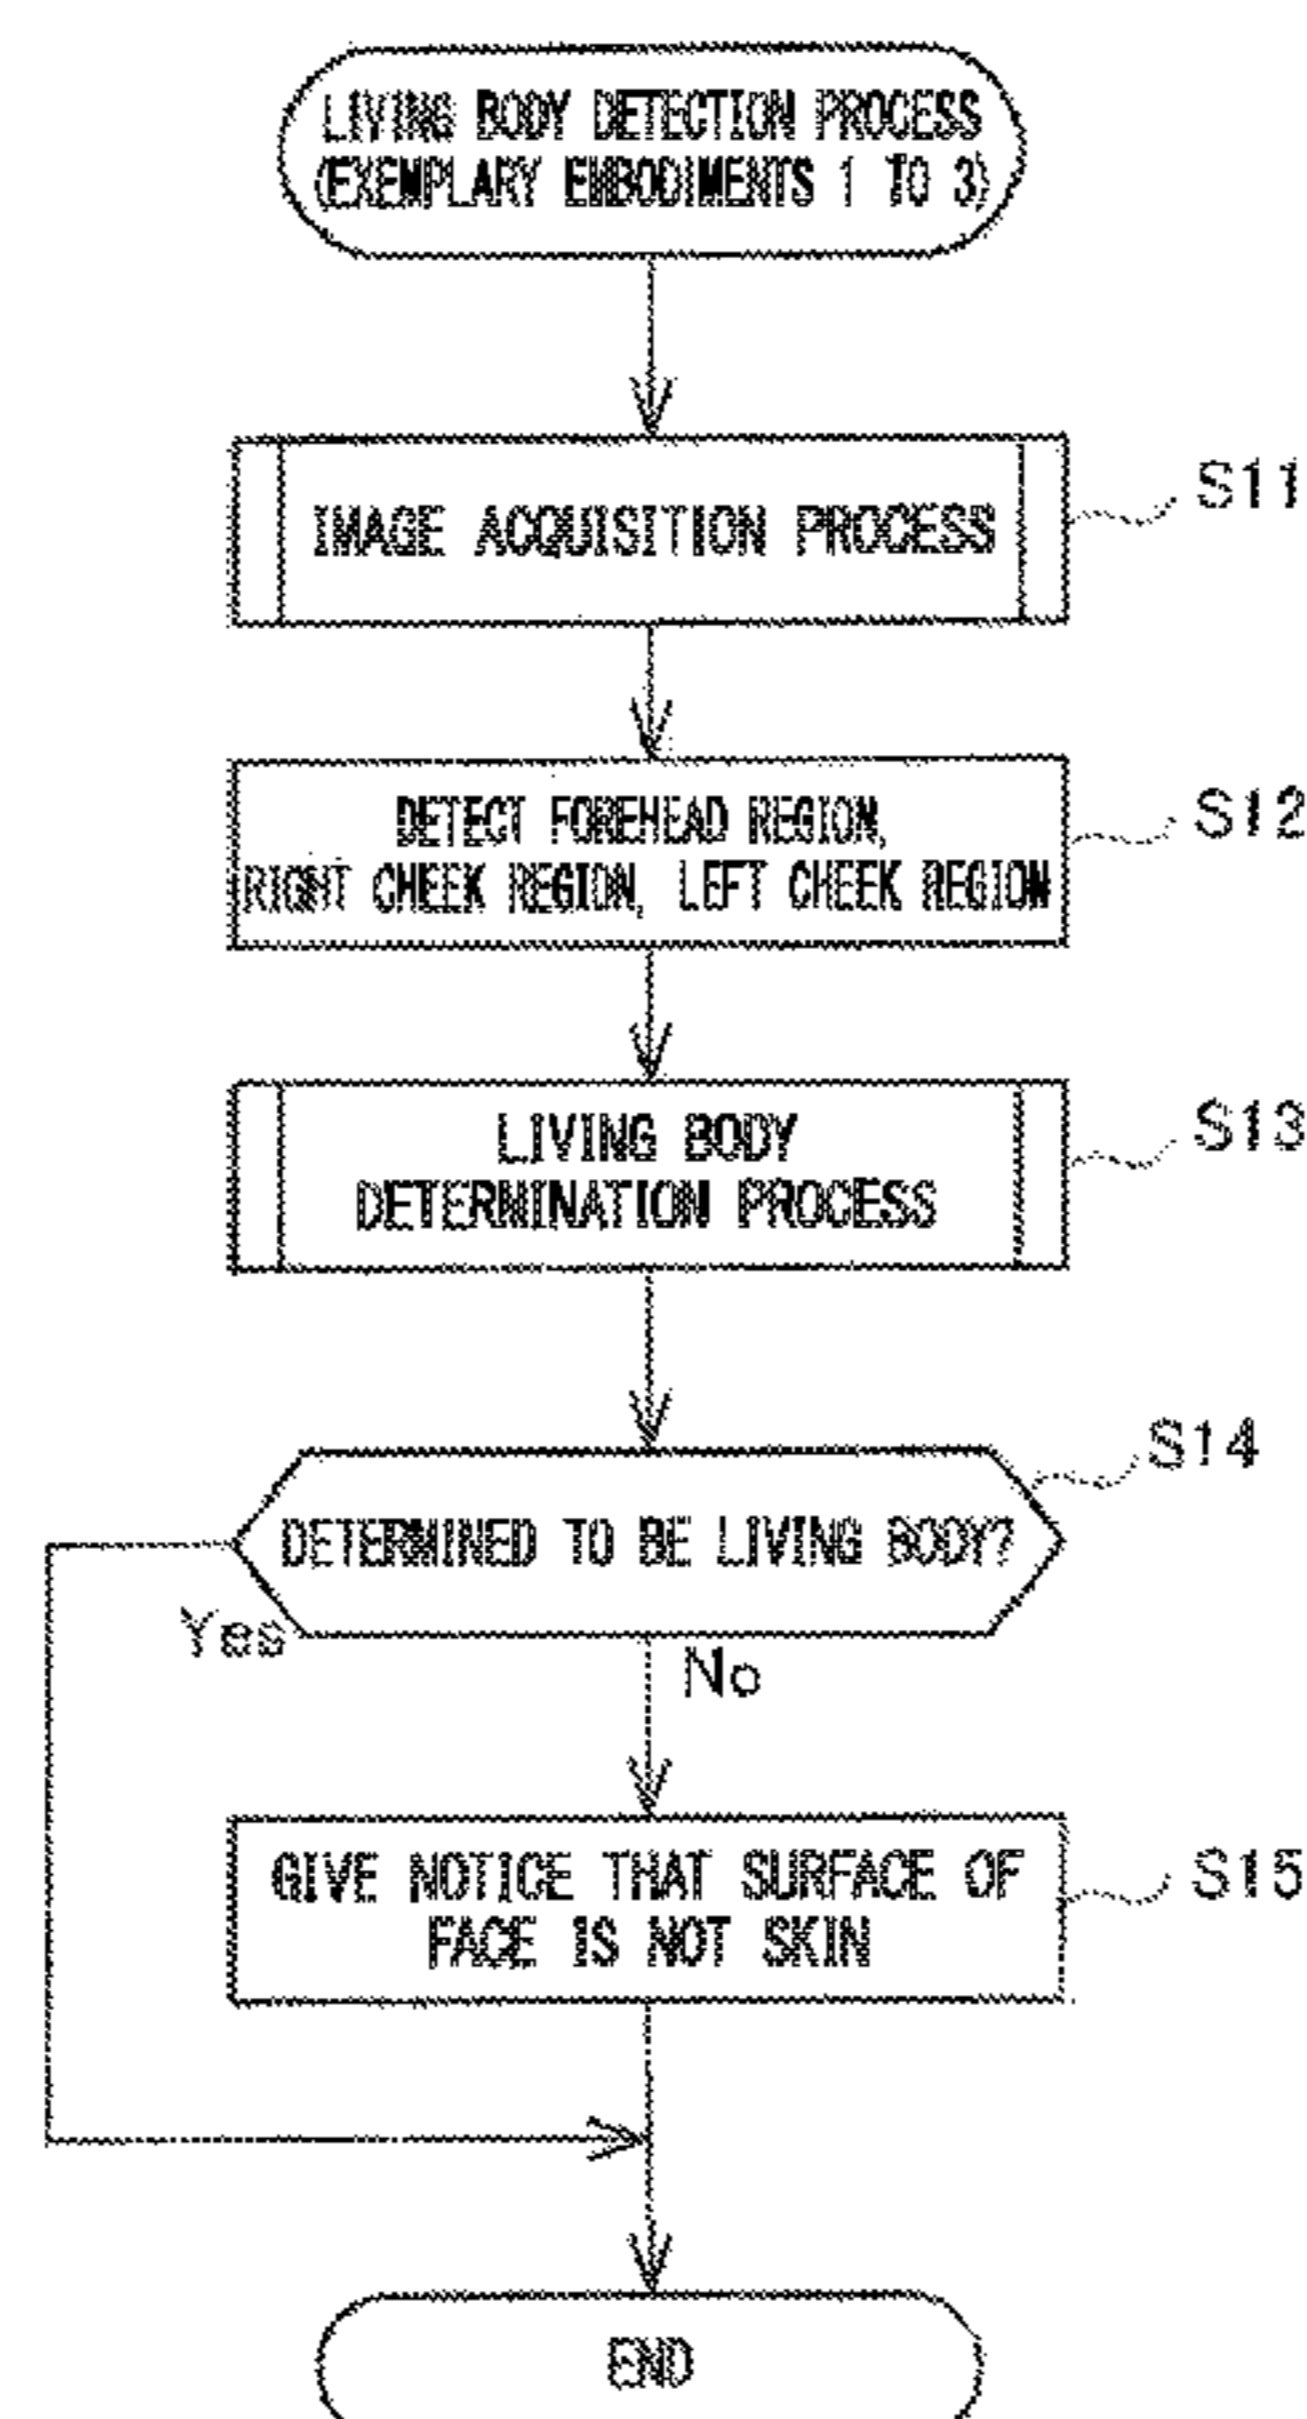 LIVING BODY DETECTION PROCESS
(EXEMPLARY EMBODIMENTS 1 TO 3)
IMAGE ACQUISITION PROCESS
S11
DETECT FOREHEAD REGION,
RIGHT CHEEK REGION, LEFT CHEEK REGION
S12
LIVING BODY
DETERMINATION PROCESS
S13
DETERMINED TO BE LIVING BODY?
S14
Yes
No
GIVE NOTICE THAT SURFACE OF
FACE IS NOT SKIN
S15
END